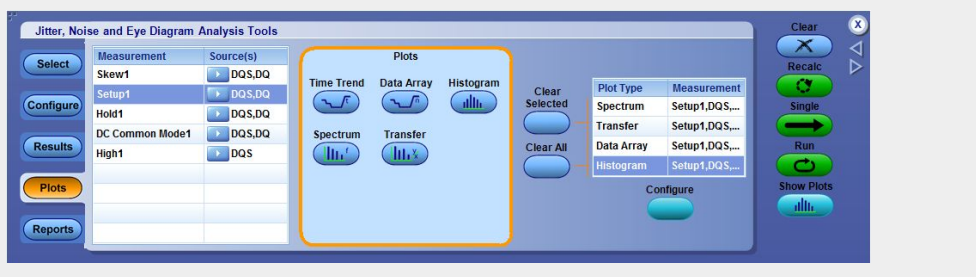 Jitter, Noise and Eye Diagram Analysis Tools
Clear
X
Select
Configure
Results
Plots
Reports
Measurement Source(s)
Skew1 DQS,DQ
Setup1 DQS,DQ
Hold1 DQS,DQ
DC Common Mode1 DQS,DQ
High1 DQS
Plots
Time Trend Data Array Histogram
Spectrum Transfer
Clear Selected
Clear All
Plot Type Measurement
Spectrum Setup1,DQS,...
Transfer Setup1,DQS,...
Data Array Setup1,DQS,...
Histogram Setup1,DQS,...
Configure
Recalc
Single
Run
Show Plots